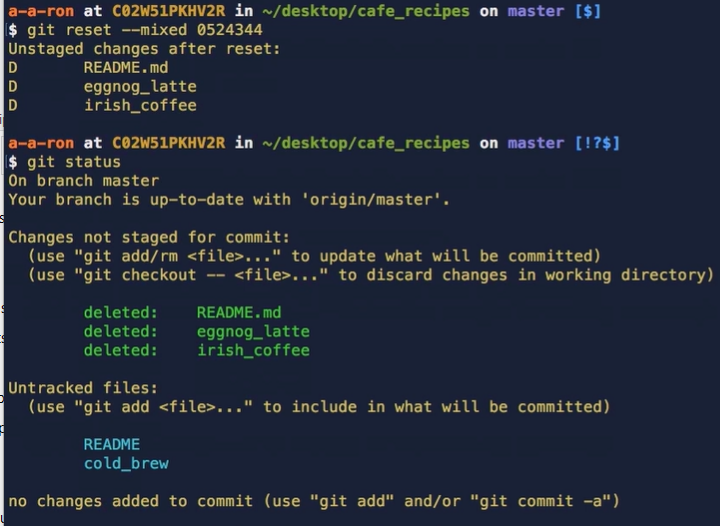 a-a-ron at C02W51PKHV2R in ~/desktop/cafe_recipes on master [$]
$ git reset --mixed 0524344
Unstaged changes after reset:
D README.md
D eggnog_latte
D irish_coffee
a-a-ron at C02W51PKHV2R in ~/desktop/cafe_recipes on master [!?$]
$ git status
On branch master
Your branch is up-to-date with 'origin/master'.
Changes not staged for commit:
(use "git add/rm <file>..." to update what will be committed)
(use "git checkout -- <file>..." to discard changes in working directory)
deleted: README.md
deleted: eggnog_latte
deleted: irish_coffee
Untracked files:
(use "git add <file>..." to include in what will be committed)
README
cold_brew
no changes added to commit (use "git add" and/or "git commit -a")